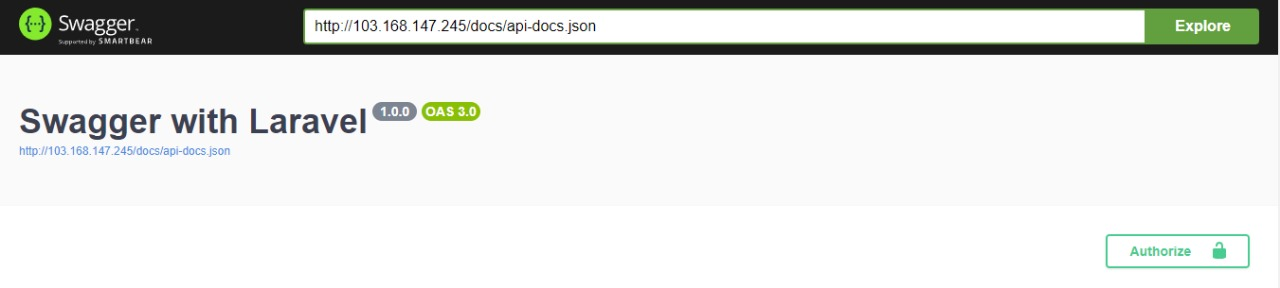 Swagger
Supported by SMARTBEAR
http://103.168.147.245/docs/api-docs.json
Explore
Swagger with Laravel 1.0.0 OAS 3.0
http://103.168.147.245/docs/api-docs.json
Authorize